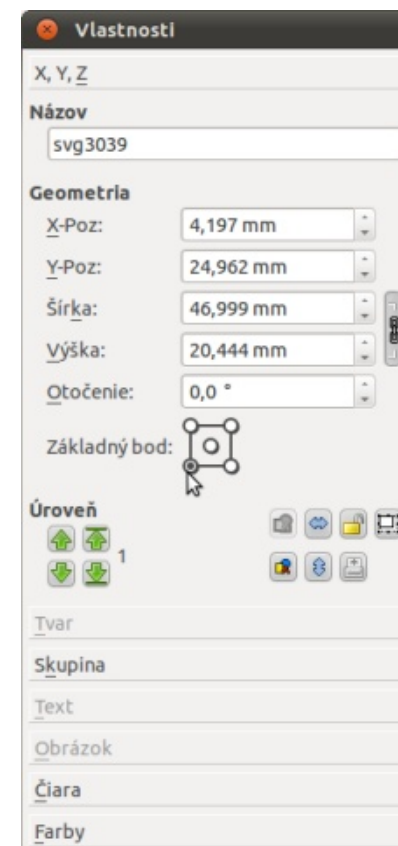 Vlastnosti
X, Y, Z
Názov
svg3039
Geometria
X-Poz: 4,197 mm
Y-Poz: 24,962 mm
Šírka: 46,999 mm
Výška: 20,444 mm
Otočenie: 0,0 °
Základný bod:
Úroveň
1
Tvar
Skupina
Text
Obrázok
Čiara
Farby